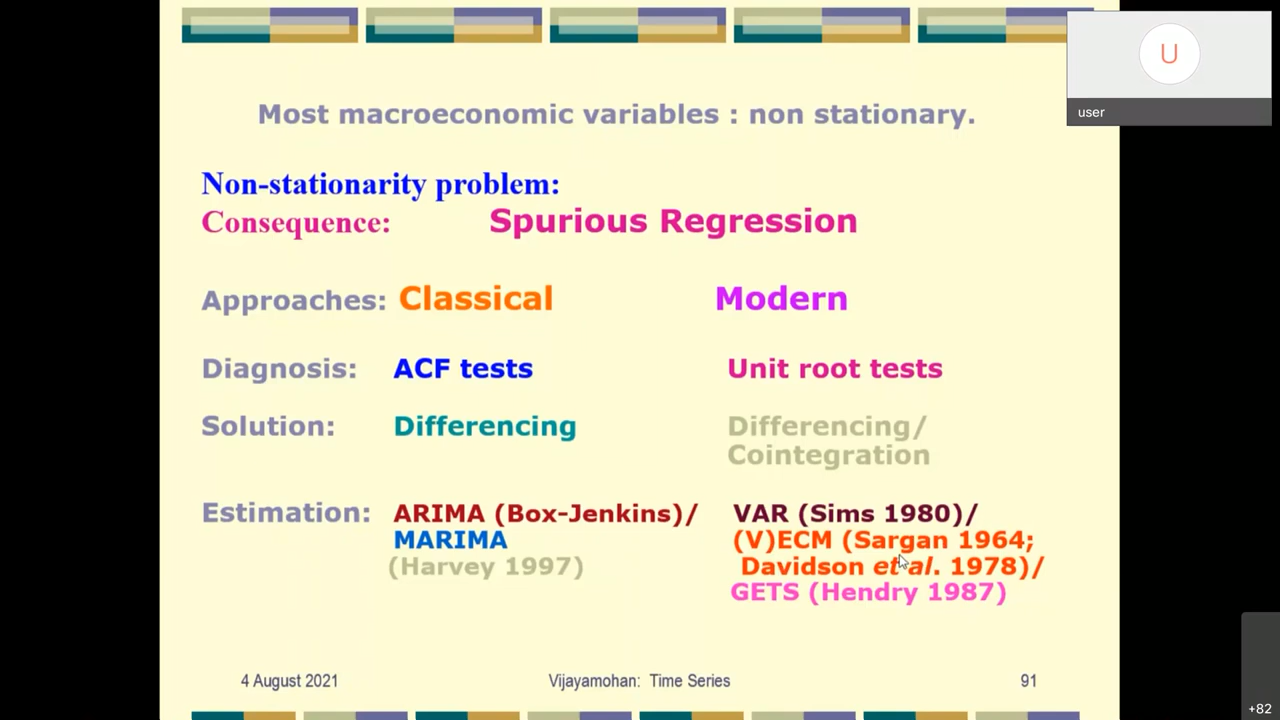 Most macroeconomic variables : non stationary.
U
user
Non-stationarity problem:
Consequence: Spurious Regression
Approaches: Classical Modern
Diagnosis: ACF tests Unit root tests
Solution: Differencing Differencing/
Cointegration
Estimation: ARIMA (Box-Jenkins)/ VAR (Sims 1980)/
MARIMA (V)ECM (Sargan 1964;
(Harvey 1997) Davidson et al. 1978)/
GETS (Hendry 1987)
4 August 2021 Vijayamohan: Time Series 91
+82